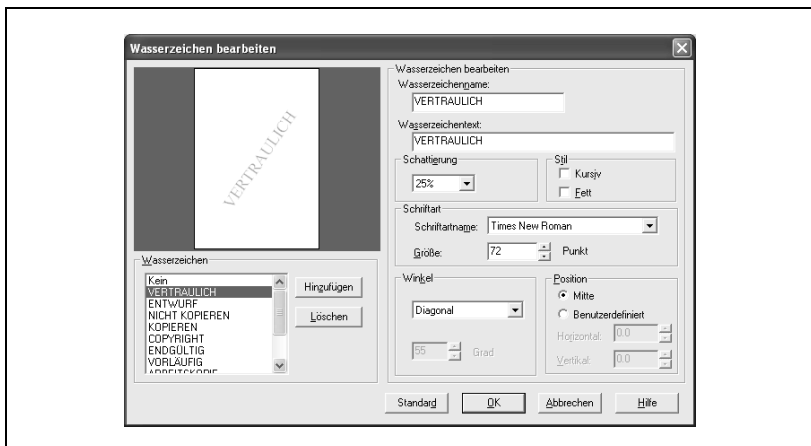 Wasserzeichen bearbeiten
VERTRAULICH
Wasserzeichen
Kein
VERTRAULICH
ENTWURF
NICHT KOPIEREN
KOPIEREN
COPYRIGHT
ENDGÜLTIG
VORLÄUFIG
ARBEITSKOPIE
Hinzufügen
Löschen
Wasserzeichen bearbeiten
Wasserzeichenname:
VERTRAULICH
Wasserzeichentext:
VERTRAULICH
Schattierung
25%
Stil
Kursiv
Fett
Schriftart
Schriftartname: Times New Roman
Größe: 72 Punkt
Winkel
Diagonal
55 Grad
Position
Mitte
Benutzerdefiniert
Horizontal: 0.0
Vertikal: 0.0
Standard OK Abbrechen Hilfe